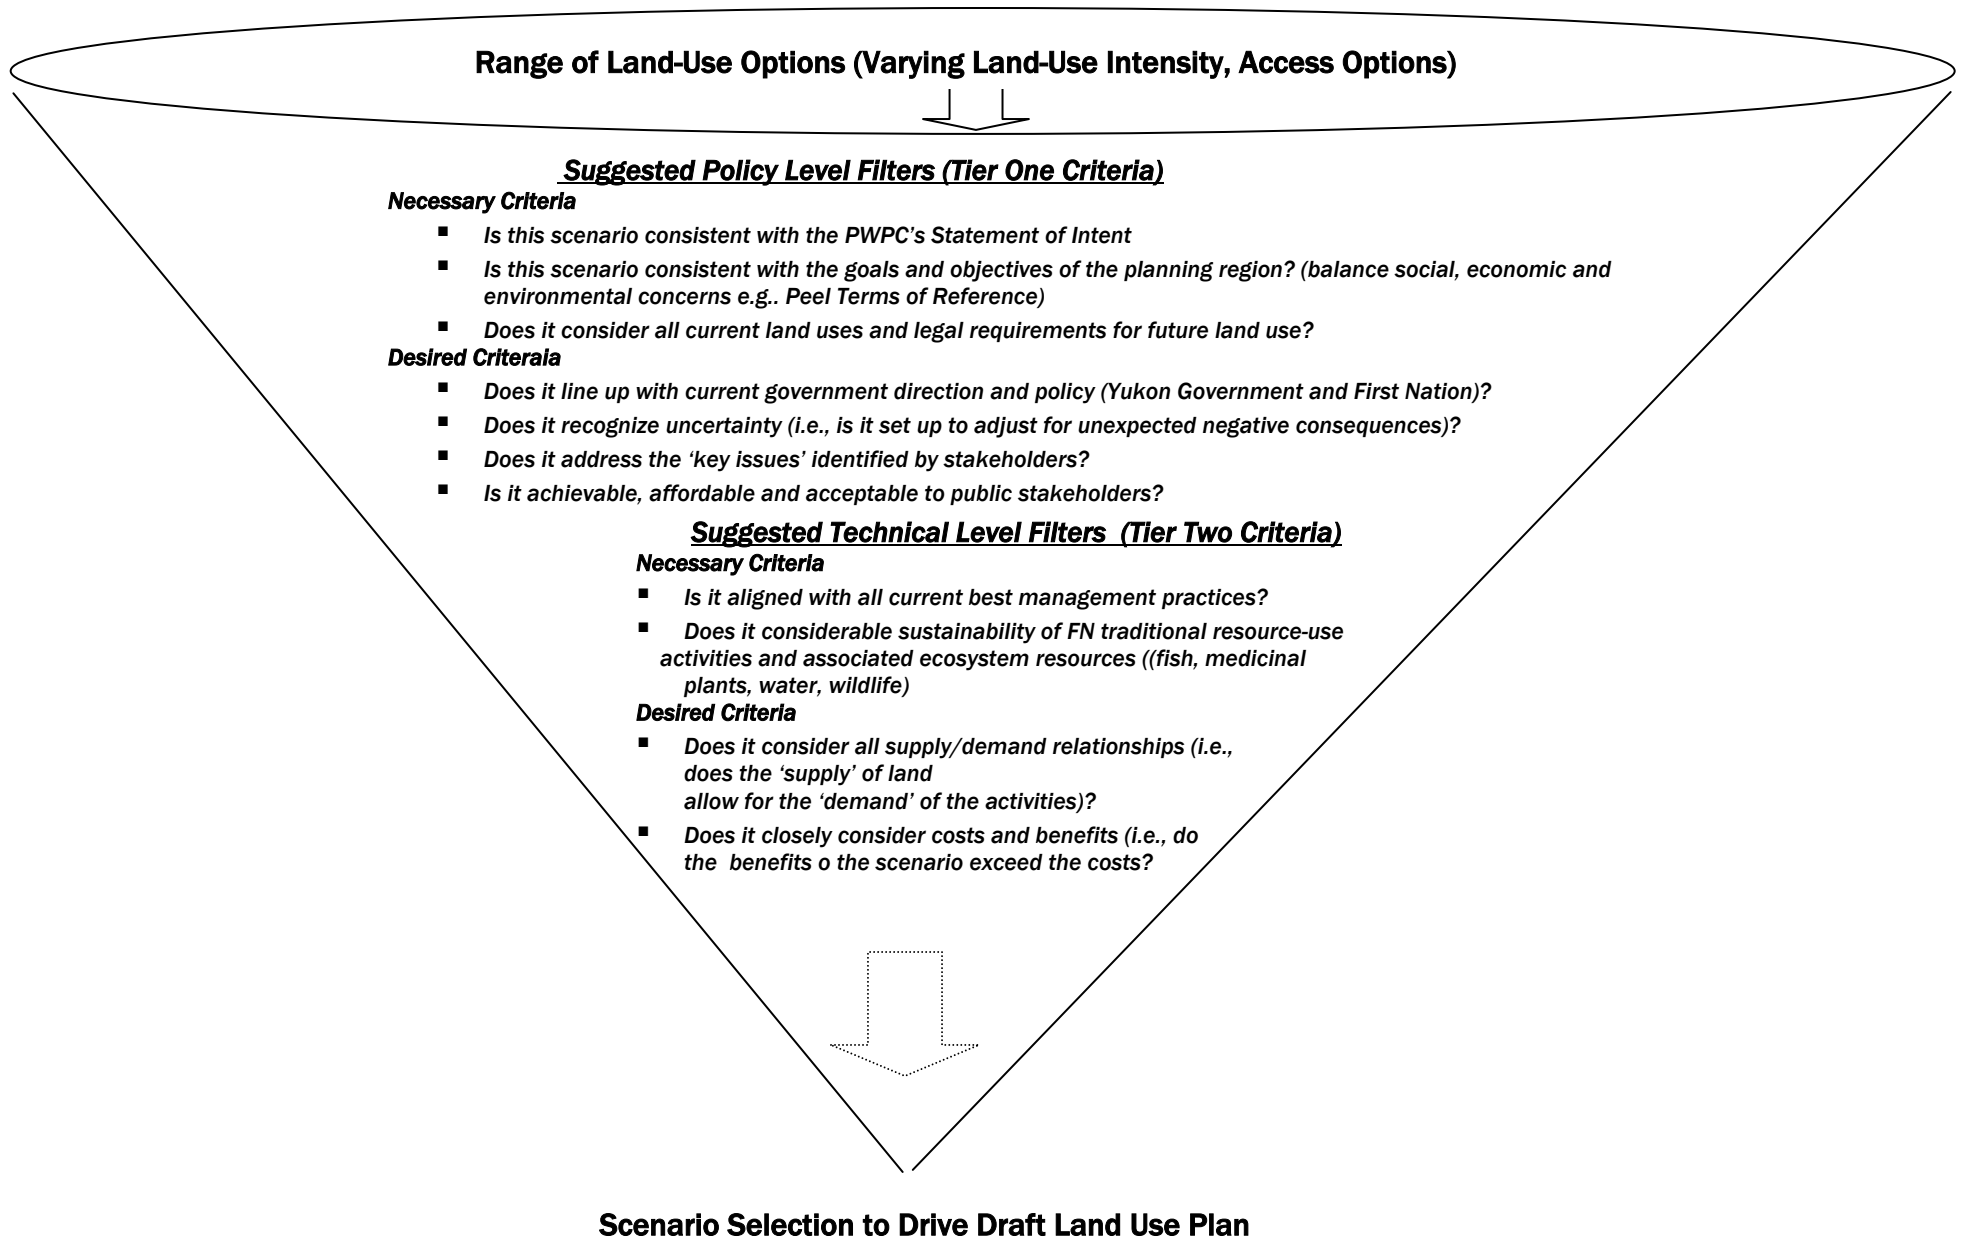 Range of Land-Use Options (Varying Land-Use Intensity, Access Options)
Suggested Policy Level Filters (Tier One Criteria)
Necessary Criteria
▪ Is this scenario consistent with the PWPC’s Statement of Intent
▪ Is this scenario consistent with the goals and objectives of the planning region? (balance social, economic and
environmental concerns e.g.. Peel Terms of Reference)
▪ Does it consider all current land uses and legal requirements for future land use?
Desired Criteraia
▪ Does it line up with current government direction and policy (Yukon Government and First Nation)?
▪ Does it recognize uncertainty (i.e., is it set up to adjust for unexpected negative consequences)?
▪ Does it address the ‘key issues’ identified by stakeholders?
▪ Is it achievable, affordable and acceptable to public stakeholders?
Suggested Technical Level Filters (Tier Two Criteria)
Necessary Criteria
▪ Is it aligned with all current best management practices?
▪ Does it considerable sustainability of FN traditional resource-use
activities and associated ecosystem resources ((fish, medicinal
plants, water, wildlife)
Desired Criteria
▪ Does it consider all supply/demand relationships (i.e.,
does the ‘supply’ of land
allow for the ‘demand’ of the activities)?
▪ Does it closely consider costs and benefits (i.e., do
the benefits o the scenario exceed the costs?
Scenario Selection to Drive Draft Land Use Plan